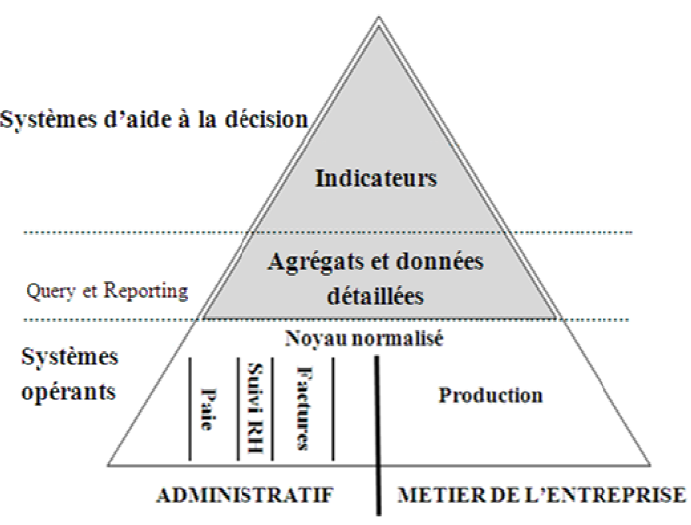 Systèmes d’aide à la décision
Indicateurs
Agrégats et données
détaillées
Query et Reporting
Noyau normalisé
Systèmes
opérants
Paie
Suivi RH
Factures
Production
ADMINISTRATIF
METIER DE L’ENTREPRISE